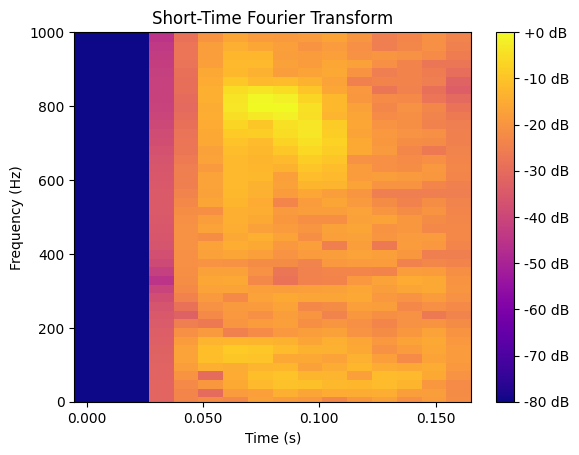 Short-Time Fourier Transform
1000
800
600
400
200
0
Frequency (Hz)
0.000
0.050
0.100
0.150
Time (s)
+0 dB
-10 dB
-20 dB
-30 dB
-40 dB
-50 dB
-60 dB
-70 dB
-80 dB